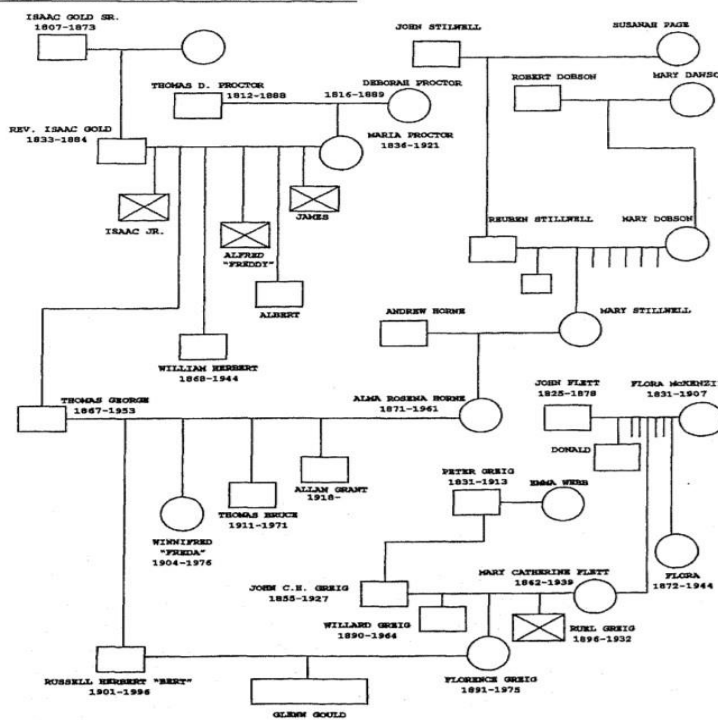 ISAAC GOLD SR.
1807-1873
JOHN STILWELL
SUSANAH PAGE
THOMAS D. PROCTOR
1812-1888
DEBORAH PROCTOR
1816-1889
ROBERT DOBSON
MARY DAWSO
REV. ISAAC GOLD
1833-1884
MARIA PROCTOR
1836-1921
ISAAC JR.
JAMES
ALFRED
"FREDDY"
ALBERT
REUBEN STILLWELL
MARY DOBSON
ANDREW HORNE
MARY STILLWELL
WILLIAM HERBERT
1868-1944
THOMAS GEORGE
1867-1953
ALMA ROSENA HORNE
1871-1961
JOHN FLETT
1825-1878
FLORA McKENZI
1831-1907
DONALD
ALLAN GRANT
1918-
THOMAS BRUCE
1911-1971
WINNIFRED
"FREDA"
1904-1976
PETER GREIG
1831-1913
EMMA WEBB
FLORA
1872-1944
JOHN C.H. GREIG
1855-1927
MARY CATHERINE FLETT
1862-1939
WILLARD GREIG
1890-1964
RUEL GREIG
1896-1932
RUSSELL HERBERT "BERT"
1901-1996
FLORENCE GREIG
1891-1975
GLENN GOULD